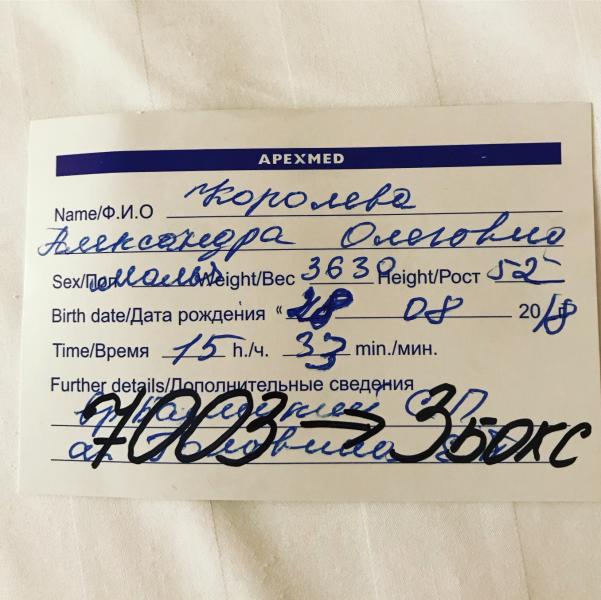 APEXMED
Name/Ф.И.О Королева
Александра Олеговна
Sex/Пол мальч Weight/Вес 3630 Height/Рост 52
Birth date/Дата рождения « 28 08 2018
Time/Время 15 h./ч. 33 min./мин.
Further details/Дополнительные сведения
7003 → 3 БОКС